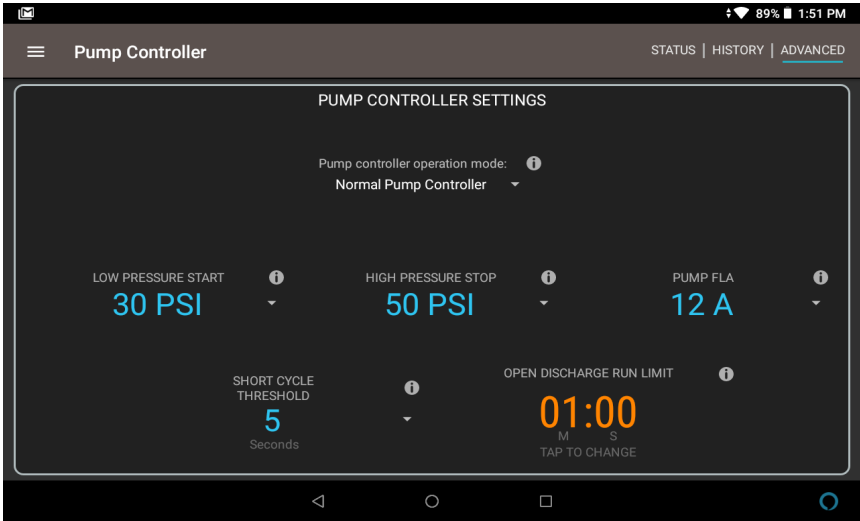 89% 1:51 PM
Pump Controller
STATUS | HISTORY | ADVANCED
PUMP CONTROLLER SETTINGS
Pump controller operation mode:
Normal Pump Controller
LOW PRESSURE START
30 PSI
HIGH PRESSURE STOP
50 PSI
PUMP FLA
12 A
SHORT CYCLE
THRESHOLD
5
Seconds
OPEN DISCHARGE RUN LIMIT
01:00
M S
TAP TO CHANGE